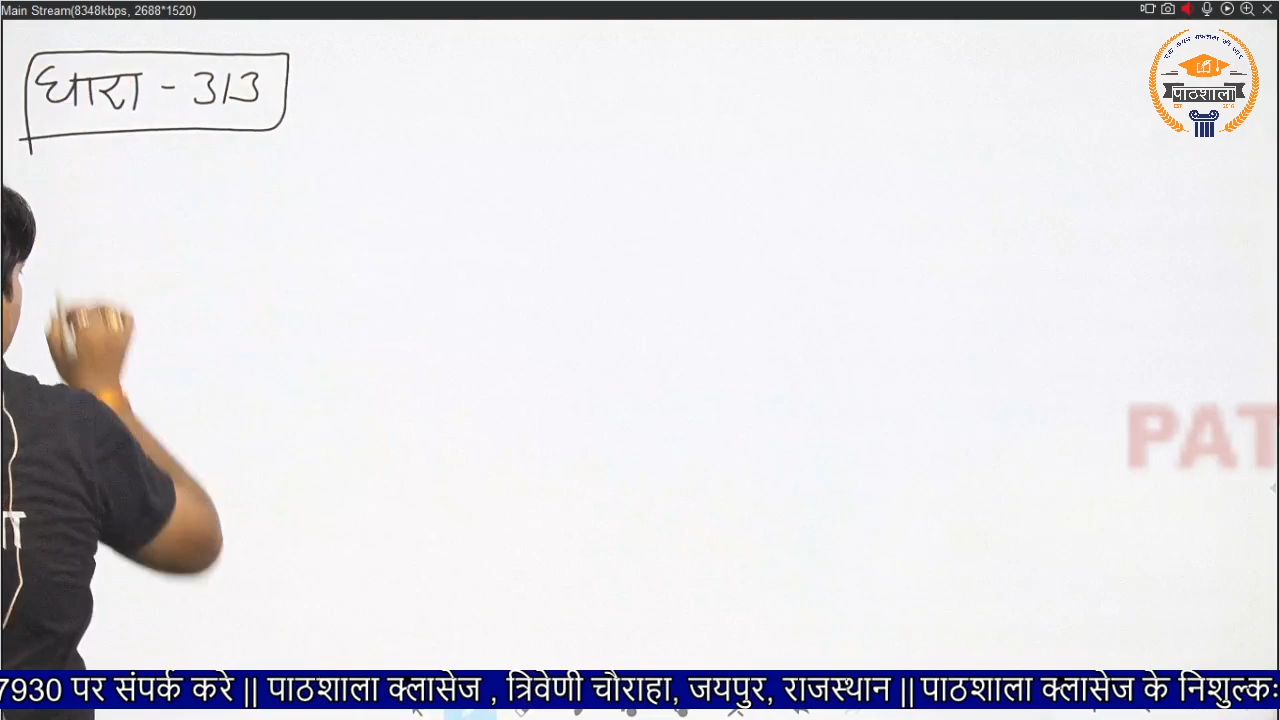 Main Stream(8348kbps, 2688*1520)
धारा - 313
पाठशाला
PAT
7930 पर संपर्क करे || पाठशाला क्लासेज , त्रिवेणी चौराहा, जयपुर, राजस्थान || पाठशाला क्लासेज के निशुल्क: